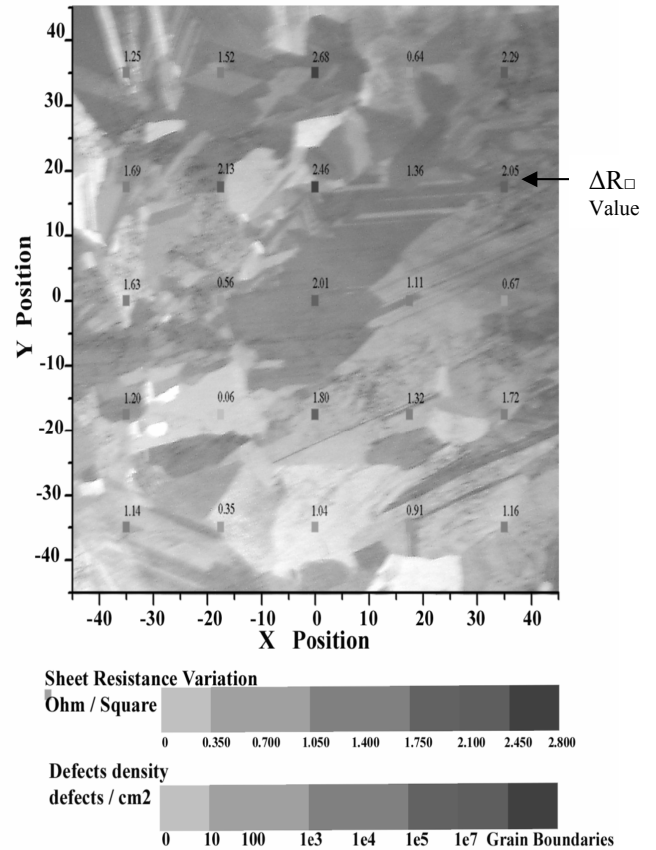 40
1.25 1.52 2.68 0.64 2.29
30
20
1.69 2.13 2.46 1.36 2.05
ΔR□
Value
10
Y Position
0
1.63 0.56 2.01 1.11 0.67
-10
1.20 0.06 1.80 1.32 1.72
-20
-30
1.14 0.35 1.04 0.91 1.16
-40
-40 -30 -20 -10 0 10 20 30 40
X Position
Sheet Resistance Variation
Ohm / Square
0 0.350 0.700 1.050 1.400 1.750 2.100 2.450 2.800
Defects density
defects / cm2
0 10 100 1e3 1e4 1e5 1e7 Grain Boundaries